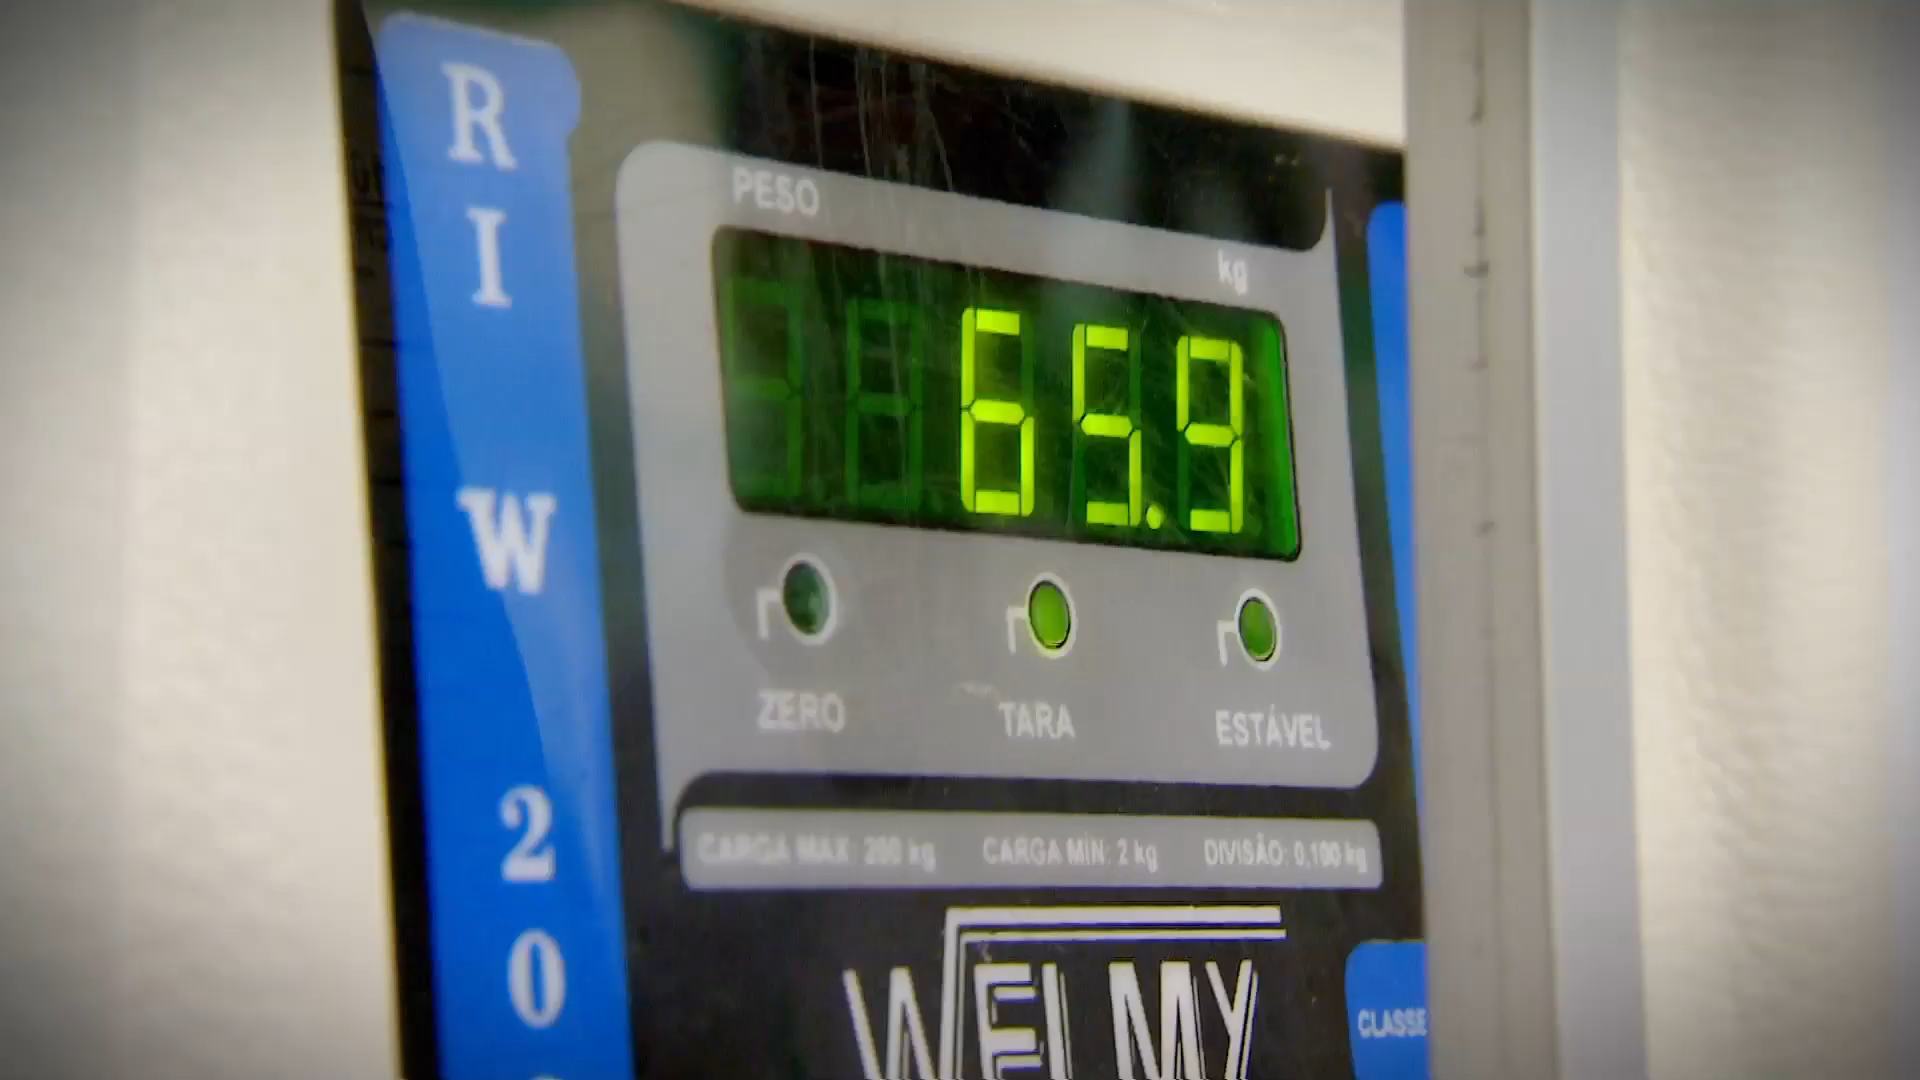 R
I
W
2
0
PESO
kg
65.9
ZERO
TARA
ESTÁVEL
CARGA MAX: 200 kg CARGA MÍN: 2 kg DIVISÃO: 0,100 kg
WELMY
CLASSE